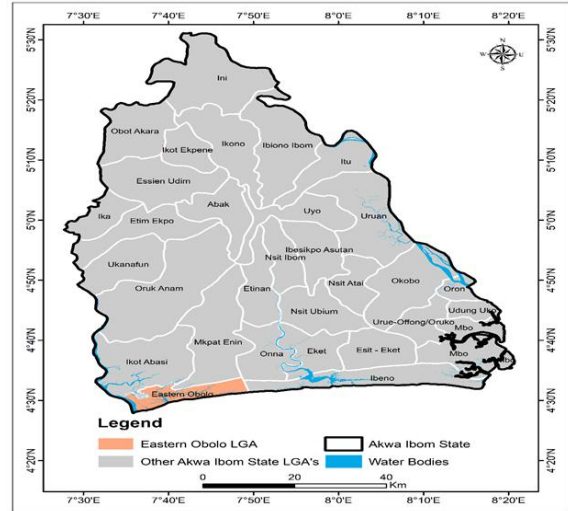 7°30'E 7°40'E 7°50'E 8°0'E 8°10'E 8°20'E
5°30'N 5°30'N
5°20'N 5°20'N
5°10'N 5°10'N
5°0'N 5°0'N
4°50'N 4°50'N
4°40'N 4°40'N
4°30'N 4°30'N
4°20'N 4°20'N
Ini
Obot Akara
Ikono
Ibiono Ibom
Ikot Ekpene
Itu
Essien Udim
Abak
Uyo
Uruan
Ika
Etim Ekpo
Ibesikpo Asutan
Nsit Ibom
Ukanafun
Nsit Atai
Okobo
Oruk Anam
Etinan
Oron
Nsit Ubium
Udung Uko
Urue-Offong/Oruko
Mbo
Mkpat Enin
Ikot Abasi
Onna
Eket
Esit - Eket
Mbo
Ibeno
Eastern Obolo
Legend
Eastern Obolo LGA Akwa Ibom State
Other Akwa Ibom State LGA's Water Bodies
0 20 40
Km
7°30'E 7°40'E 7°50'E 8°0'E 8°10'E 8°20'E